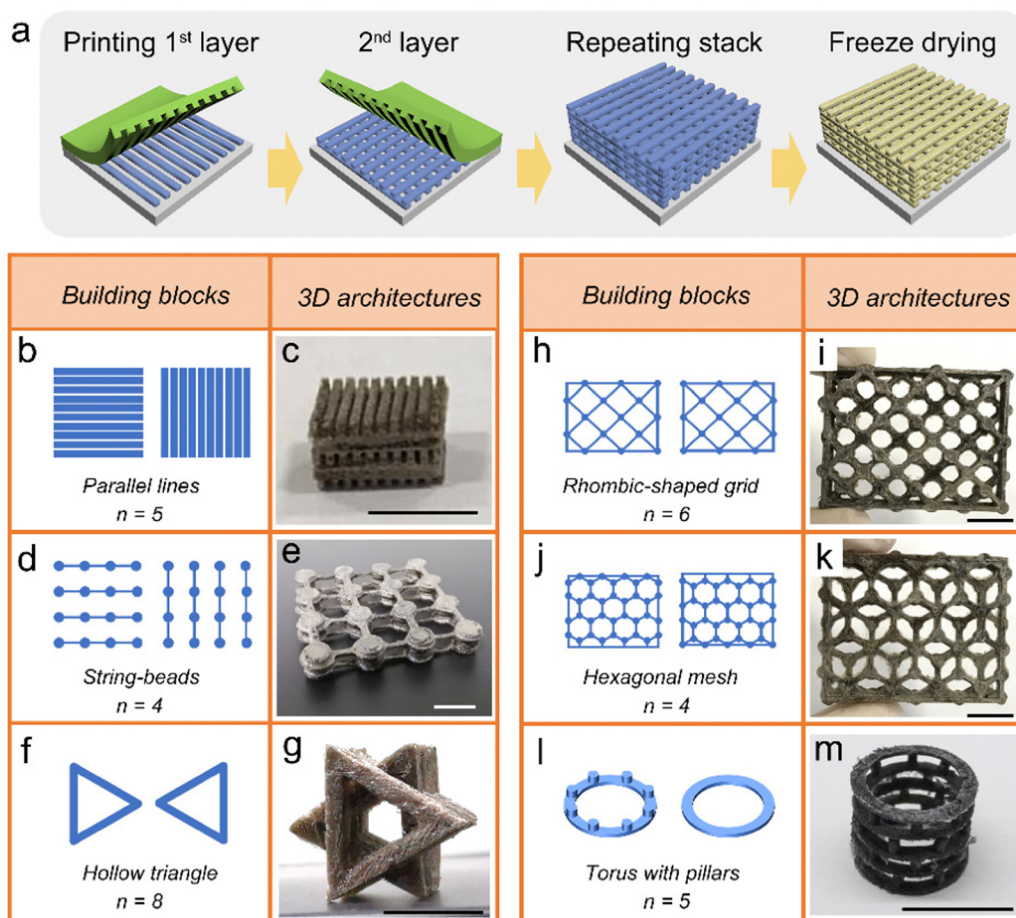 a
Printing 1st layer
2nd layer
Repeating stack
Freeze drying
Building blocks
3D architectures
b
Parallel lines
n = 5
c
d
String-beads
n = 4
e
f
Hollow triangle
n = 8
g
Building blocks
3D architectures
h
Rhombic-shaped grid
n = 6
i
j
Hexagonal mesh
n = 4
k
l
Torus with pillars
n = 5
m